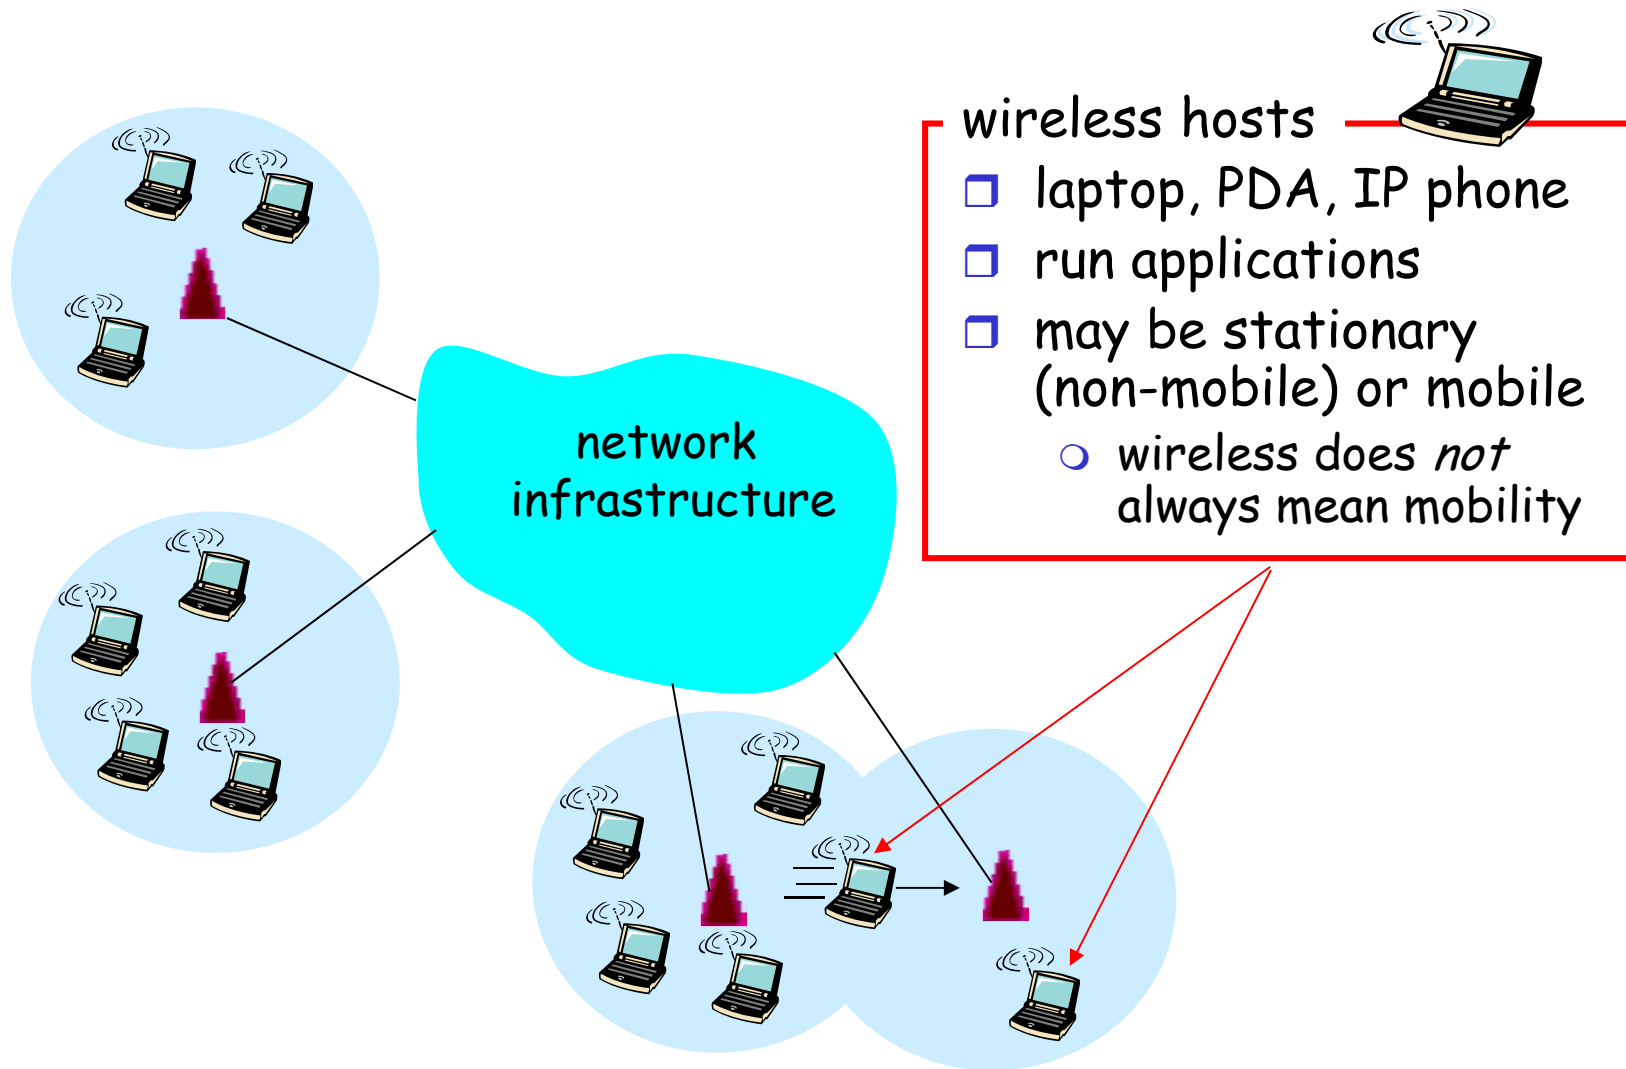 wireless hosts
laptop, PDA, IP phone
run applications
may be stationary
(non-mobile) or mobile
wireless does not
always mean mobility
network
infrastructure